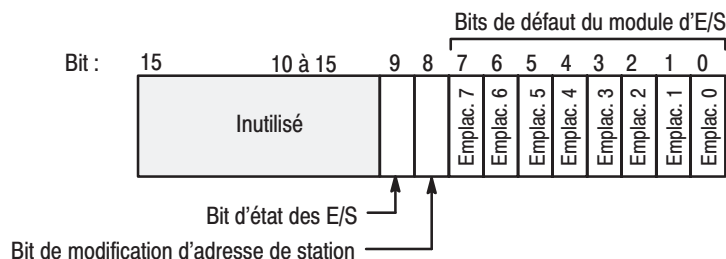 Bits de défaut du module d'E/S
Bit : 15 10 à 15 9 8 7 6 5 4 3 2 1 0
Inutilisé Emplac. 7 Emplac. 6 Emplac. 5 Emplac. 4 Emplac. 3 Emplac. 2 Emplac. 1 Emplac. 0
Bit d'état des E/S
Bit de modification d'adresse de station